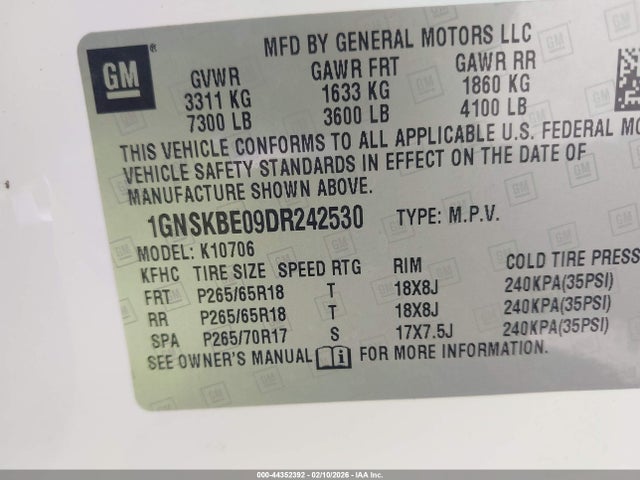 MFD BY GENERAL MOTORS LLC
GM ®
GVWR GAWR FRT GAWR RR
3311 KG 1633 KG 1860 KG
7300 LB 3600 LB 4100 LB
THIS VEHICLE CONFORMS TO ALL APPLICABLE U.S. FEDERAL MO
VEHICLE SAFETY STANDARDS IN EFFECT ON THE DATE OF
MANUFACTURE SHOWN ABOVE.
1GNSKBE09DR242530 TYPE: M.P.V.
MODEL: K10706
KFHC TIRE SIZE SPEED RTG RIM COLD TIRE PRESS
FRT P265/65R18 T 18X8J 240KPA(35PSI)
RR P265/65R18 T 18X8J 240KPA(35PSI)
SPA P265/70R17 S 17X7.5J 240KPA(35PSI)
SEE OWNER'S MANUAL FOR MORE INFORMATION.
000-44352392 - 02/10/2026 - IAA Inc.